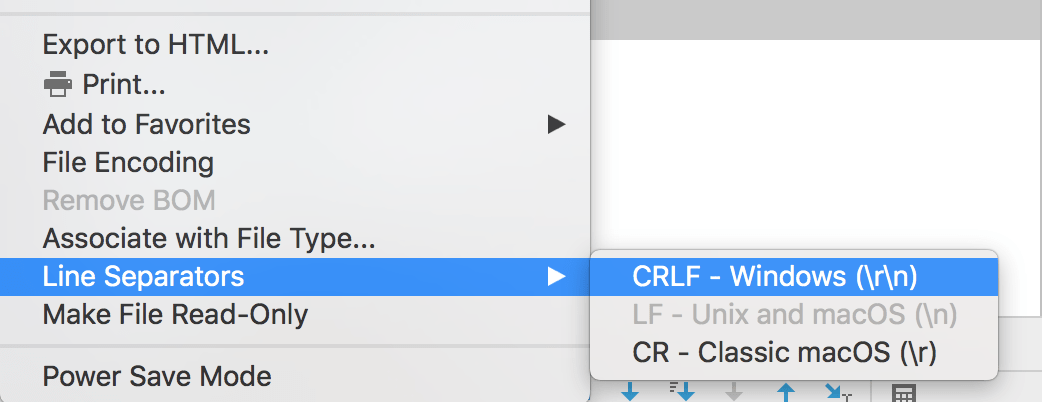 Export to HTML...
Print...
Add to Favorites
File Encoding
Remove BOM
Associate with File Type...
Line Separators
Make File Read-Only
Power Save Mode
CRLF - Windows (\r\n)
LF - Unix and macOS (\n)
CR - Classic macOS (\r)